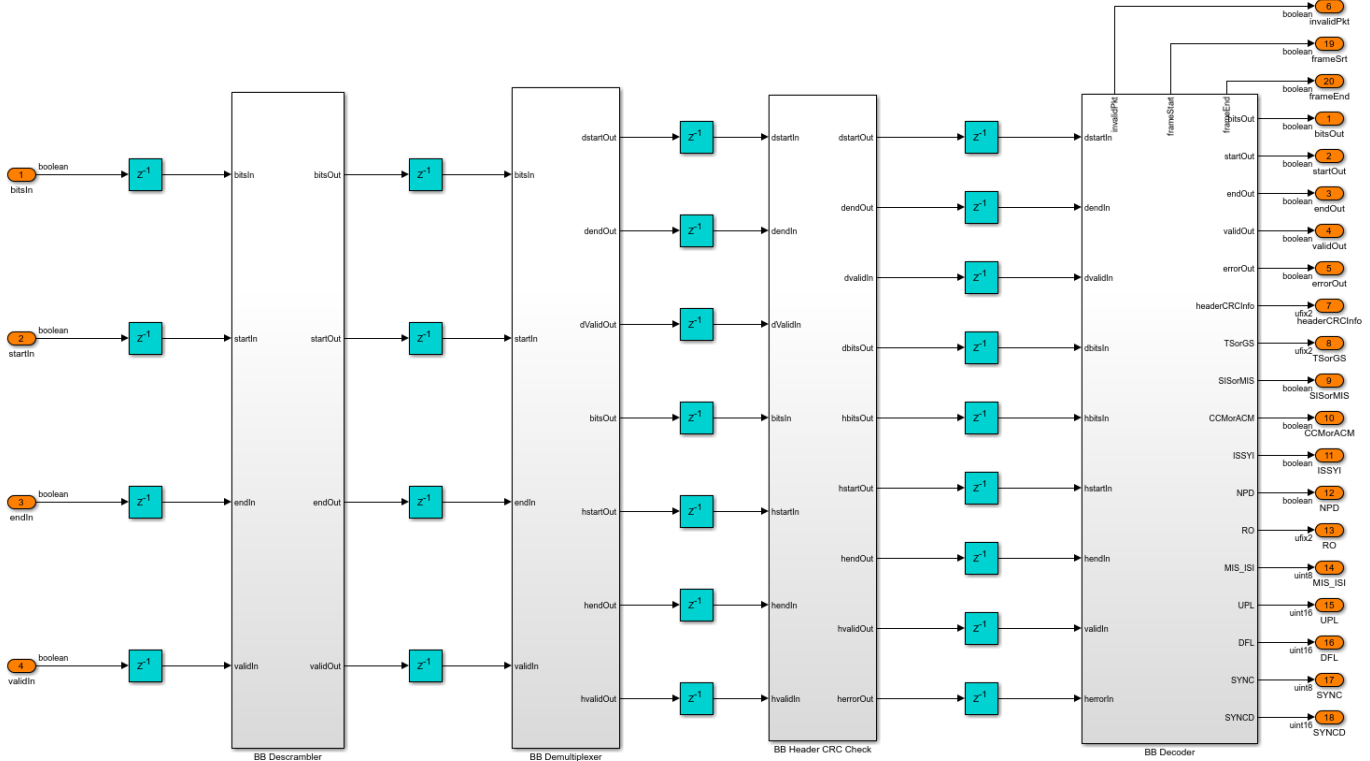 6
boolean
invalidPkt
19
boolean
frameSrt
20
boolean
frameEnd
1
boolean
bitsIn
z-1
2
boolean
startIn
z-1
3
boolean
endIn
z-1
4
boolean
validIn
z-1
bitsIn
bitsOut
startIn
startOut
endIn
endOut
validIn
validOut
BB Descrambler
z-1
z-1
z-1
z-1
bitsIn
startIn
endIn
validIn
dstartOut
dendOut
dValidOut
bitsOut
hstartOut
hendOut
hvalidOut
BB Demultiplexer
z-1
z-1
z-1
z-1
z-1
z-1
z-1
dstartIn
dendIn
dValidIn
bitsIn
hstartIn
hendIn
hvalidIn
dstartOut
dendOut
dvalidOut
dbitsOut
hbitsOut
hstartOut
hendOut
hvalidOut
herrorOut
BB Header CRC Check
z-1
z-1
z-1
z-1
z-1
z-1
z-1
z-1
z-1
dstartIn
dendIn
dvalidIn
dbitsIn
hbitsIn
hstartIn
hendIn
validIn
herrorIn
invalidPkt
frameStart
frameEnd
bitsOut
startOut
endOut
validOut
errorOut
headerCRCInfo
TSorGS
SISorMIS
CCMorACM
ISSYI
NPD
RO
MIS_ISI
UPL
DFL
SYNC
SYNCD
BB Decoder
1
boolean
bitsOut
2
boolean
startOut
3
boolean
endOut
4
boolean
validOut
5
boolean
errorOut
7
ufix2
headerCRCInfo
8
ufix2
TSorGS
9
boolean
SISorMIS
10
boolean
CCMorACM
11
boolean
ISSYI
12
boolean
NPD
13
ufix2
RO
14
uint8
MIS_ISI
15
uint16
UPL
16
uint16
DFL
17
uint8
SYNC
18
uint16
SYNCD